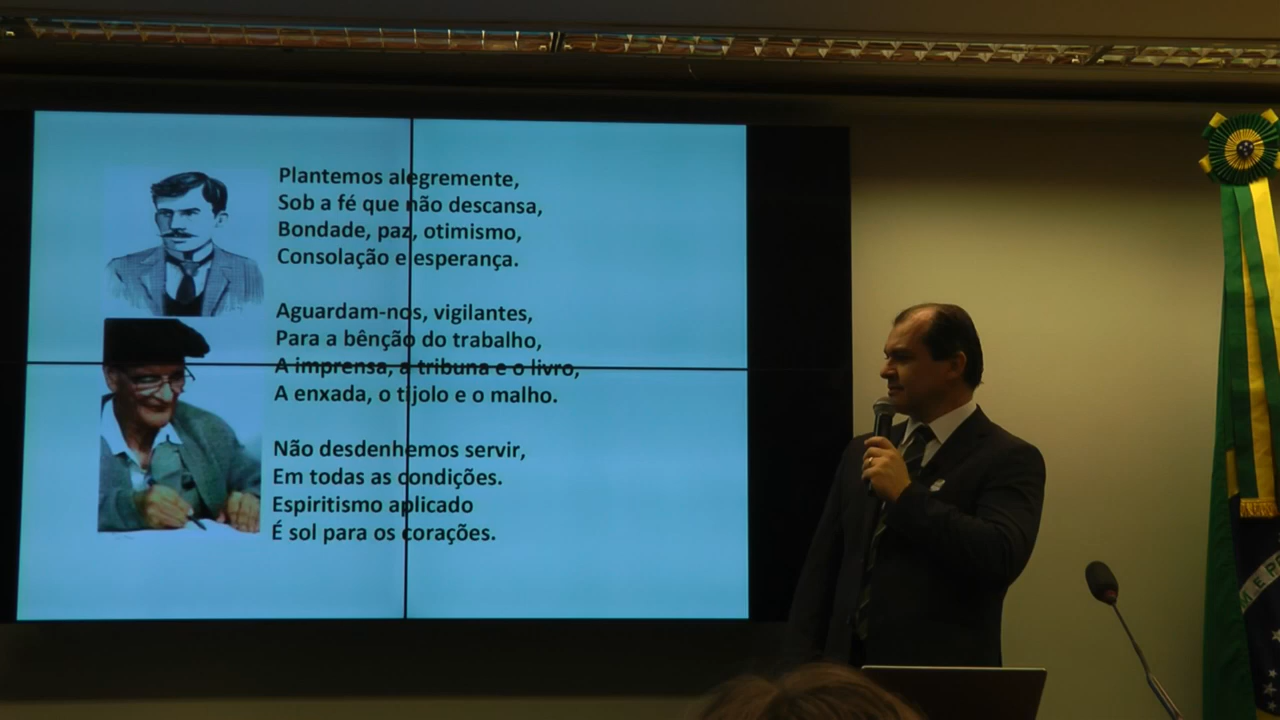 Plantemos alegremente,
Sob a fé que não descansa,
Bondade, paz, otimismo,
Consolação e esperança.
Aguardam-nos, vigilantes,
Para a bênção do trabalho,
A imprensa, a tribuna e o livro,
A enxada, o tijolo e o malho.
Não desdenhemos servir,
Em todas as condições.
Espiritismo aplicado
É sol para os corações.
M E P